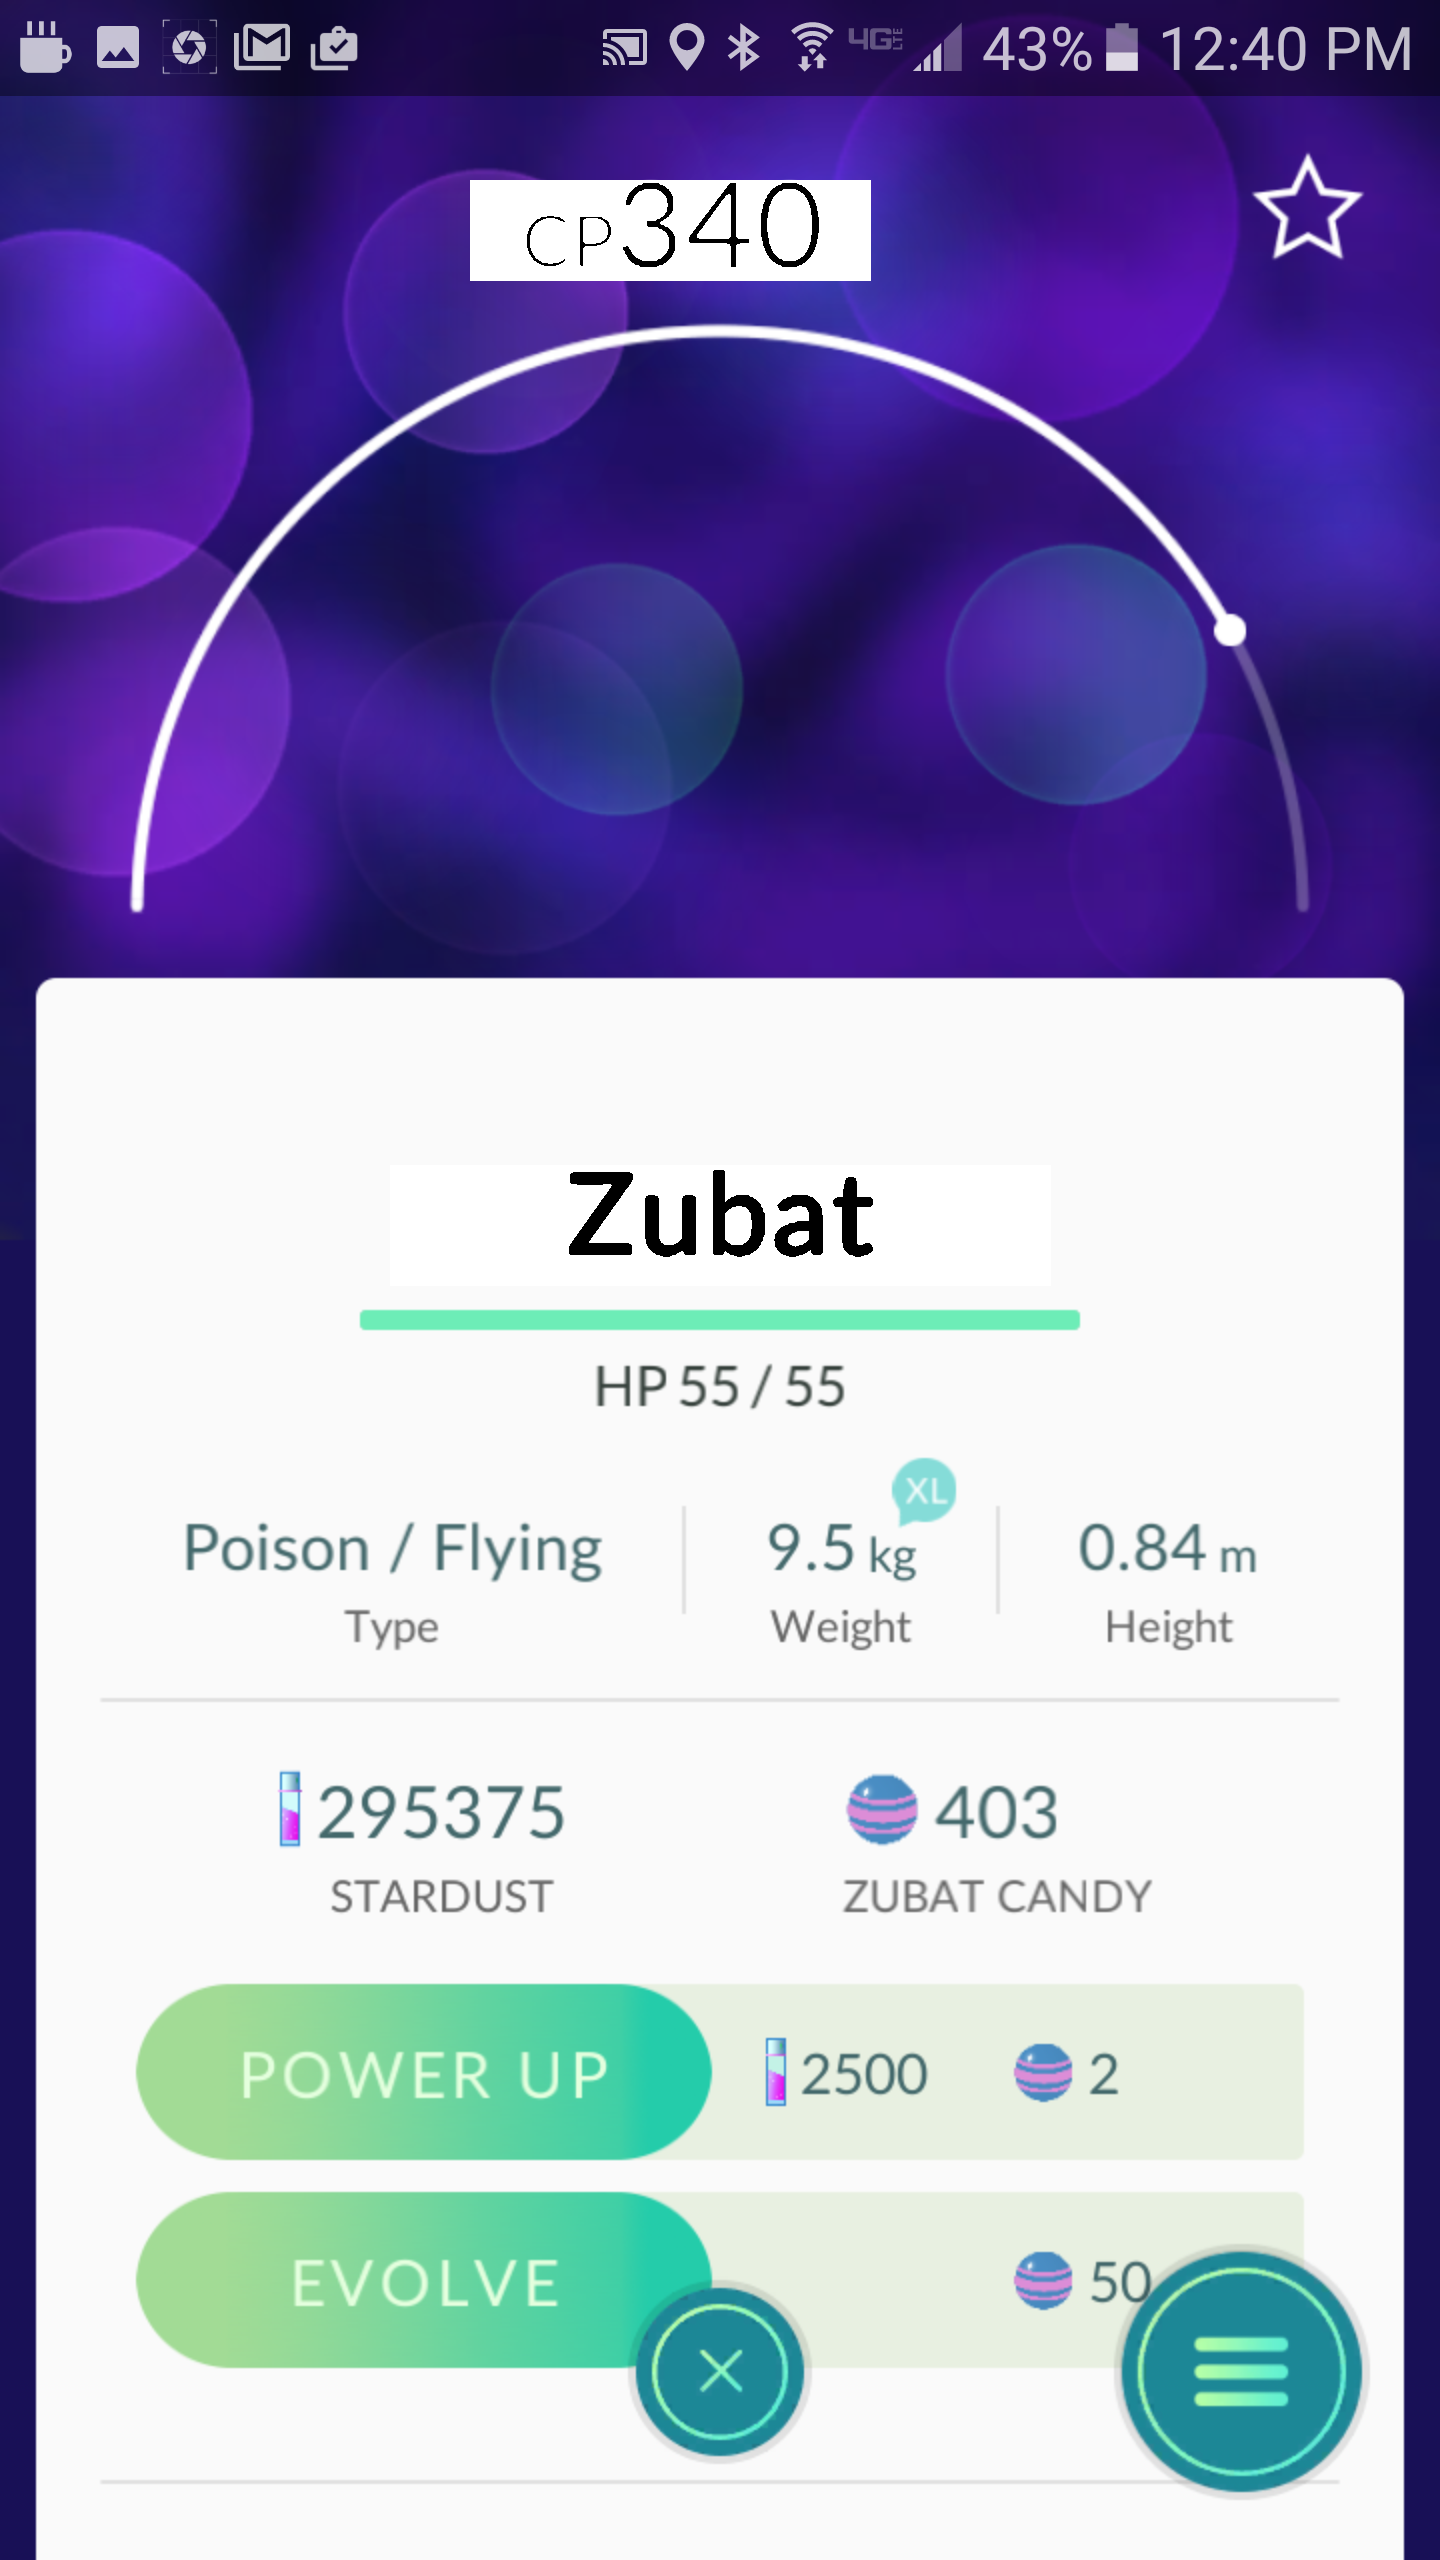 4G LTE 43% 12:40 PM
CP340
Zubat
HP 55 / 55
XL
Poison / Flying 9.5 kg 0.84 m
Type Weight Height
295375 403
STARDUST ZUBAT CANDY
POWER UP 2500 2
EVOLVE 50